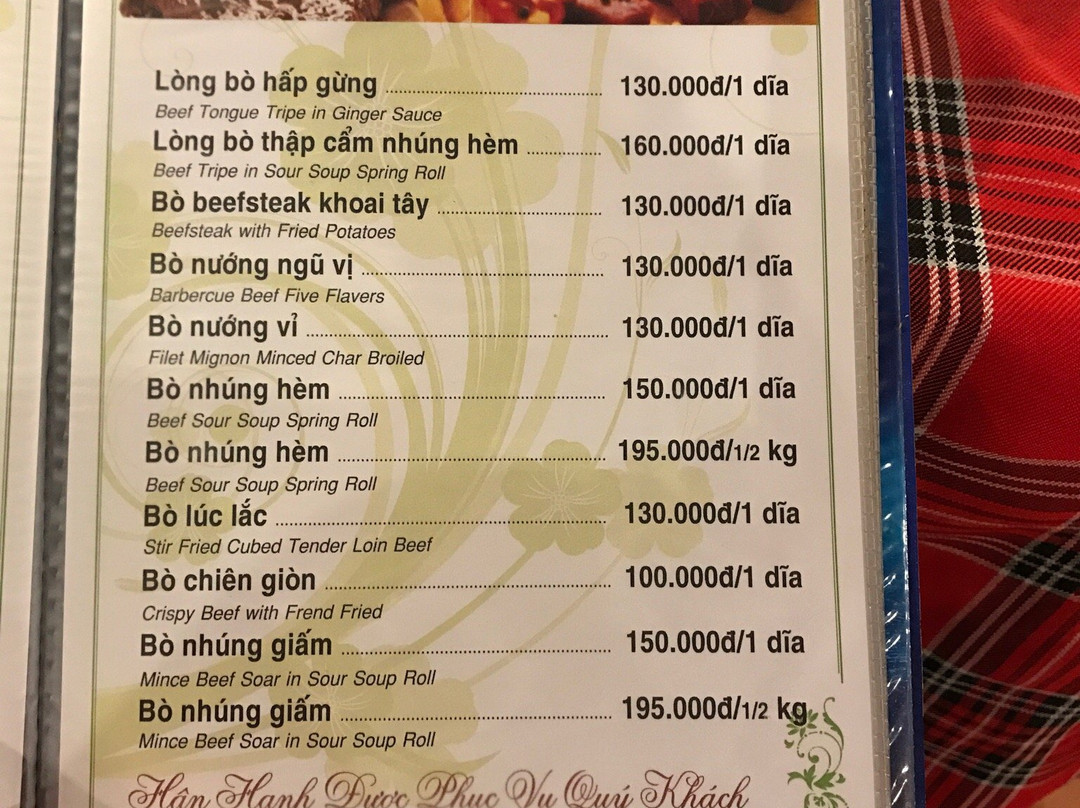 Lòng bò hấp gừng ........ 130.000đ/1 dĩa
Beef Tongue Tripe in Ginger Sauce
Lòng bò thập cẩm nhúng hèm ........ 160.000đ/1 dĩa
Beef Tripe in Sour Soup Spring Roll
Bò beefsteak khoai tây ........ 130.000đ/1 dĩa
Beefsteak with Fried Potatoes
Bò nướng ngũ vị ........ 130.000đ/1 dĩa
Barbercue Beef Five Flavers
Bò nướng vỉ ........ 130.000đ/1 dĩa
Filet Mignon Minced Char Broiled
Bò nhúng hèm ........ 150.000đ/1 dĩa
Beef Sour Soup Spring Roll
Bò nhúng hèm ........ 195.000đ/1/2 kg
Beef Sour Soup Spring Roll
Bò lúc lắc ........ 130.000đ/1 dĩa
Stir Fried Cubed Tender Loin Beef
Bò chiên giòn ........ 100.000đ/1 dĩa
Crispy Beef with Frend Fried
Bò nhúng giấm ........ 150.000đ/1 dĩa
Mince Beef Soar in Sour Soup Roll
Bò nhúng giấm ........ 195.000đ/1/2 kg
Mince Beef Soar in Sour Soup Roll
Hân Hạnh Được Phục Vụ Quý Khách